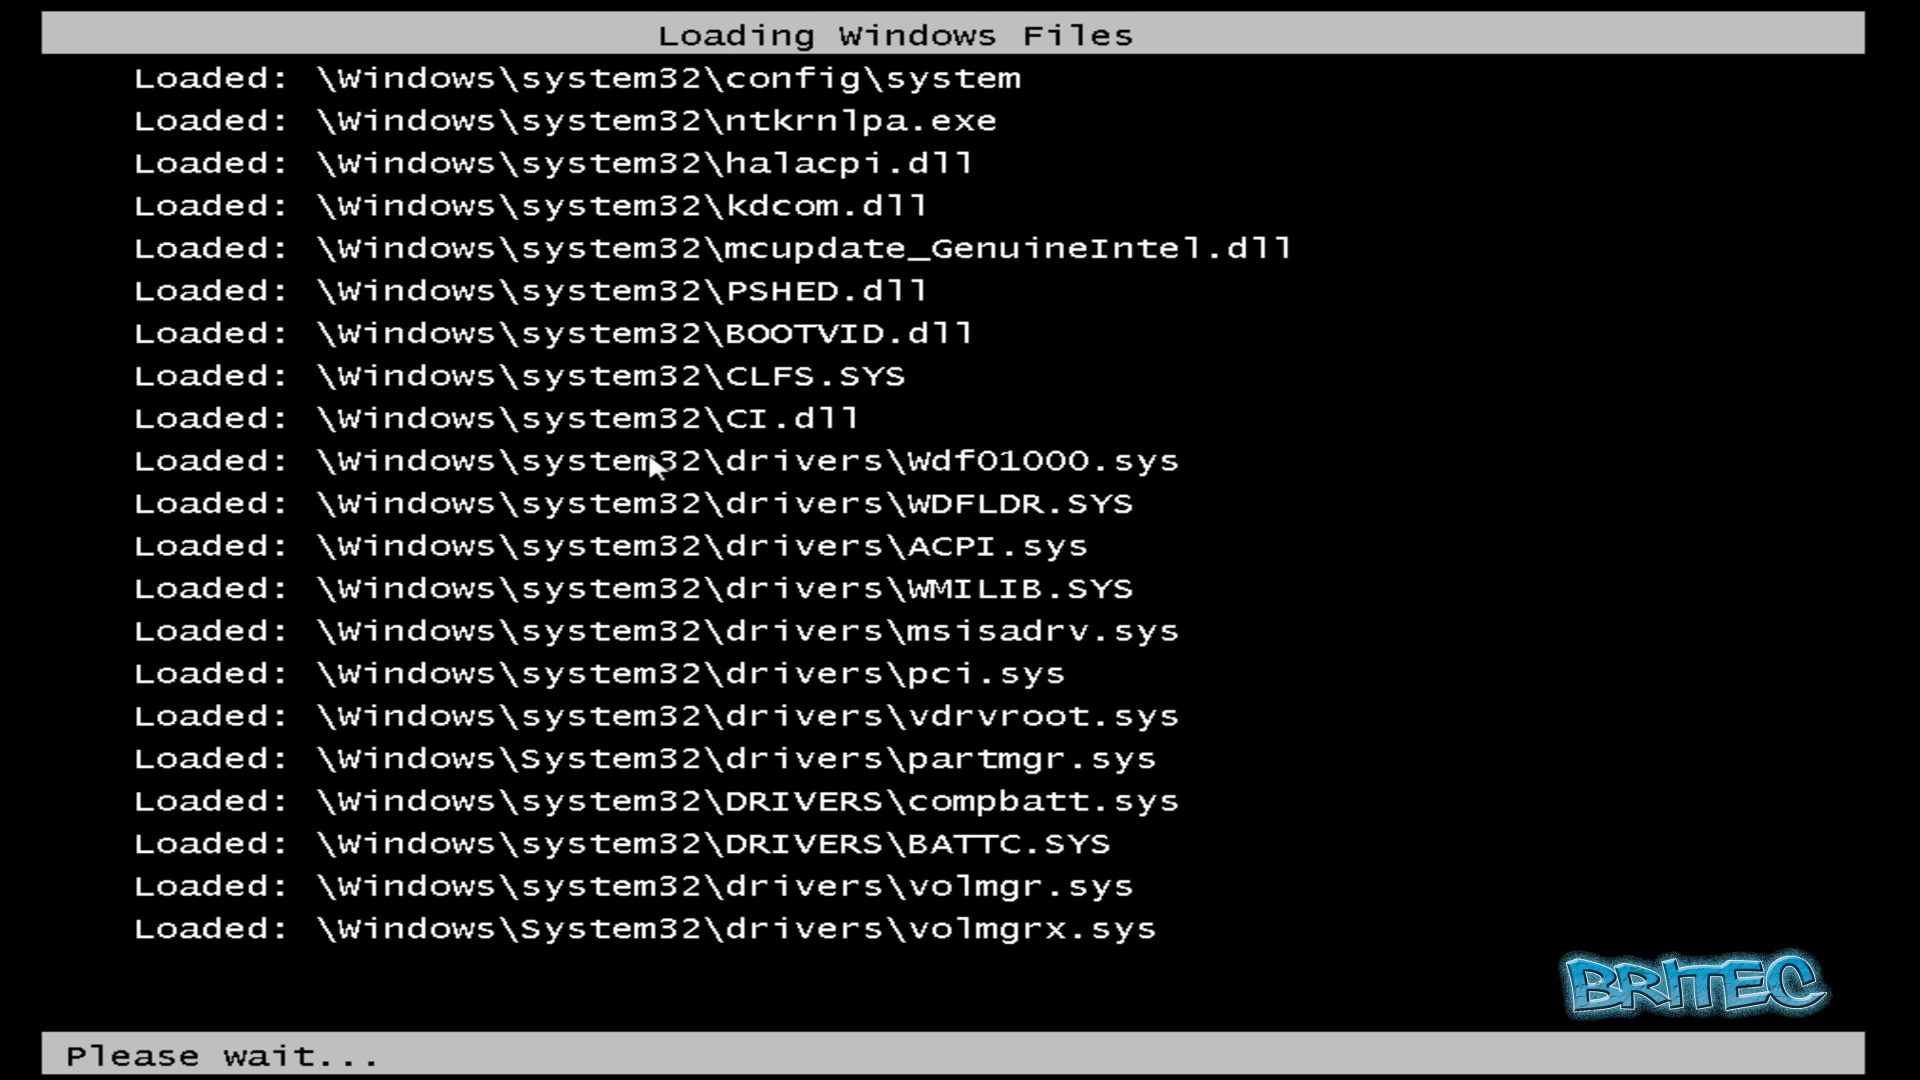 Loading Windows Files
Loaded: \Windows\system32\config\system
Loaded: \Windows\system32\ntkrnlpa.exe
Loaded: \Windows\system32\halacpi.dll
Loaded: \Windows\system32\kdcom.dll
Loaded: \Windows\system32\mcupdate_GenuineIntel.dll
Loaded: \Windows\system32\PSHED.dll
Loaded: \Windows\system32\BOOTVID.dll
Loaded: \Windows\system32\CLFS.SYS
Loaded: \Windows\system32\CI.dll
Loaded: \Windows\system32\drivers\Wdf01000.sys
Loaded: \Windows\system32\drivers\WDFLDR.SYS
Loaded: \Windows\system32\drivers\ACPI.sys
Loaded: \Windows\system32\drivers\WMILIB.SYS
Loaded: \Windows\system32\drivers\msisadrv.sys
Loaded: \Windows\system32\drivers\pci.sys
Loaded: \Windows\system32\drivers\vdrvroot.sys
Loaded: \Windows\System32\drivers\partmgr.sys
Loaded: \Windows\system32\DRIVERS\compbatt.sys
Loaded: \Windows\system32\DRIVERS\BATTC.SYS
Loaded: \Windows\system32\drivers\volmgr.sys
Loaded: \Windows\System32\drivers\volmgrx.sys
BRITEC
Please wait...